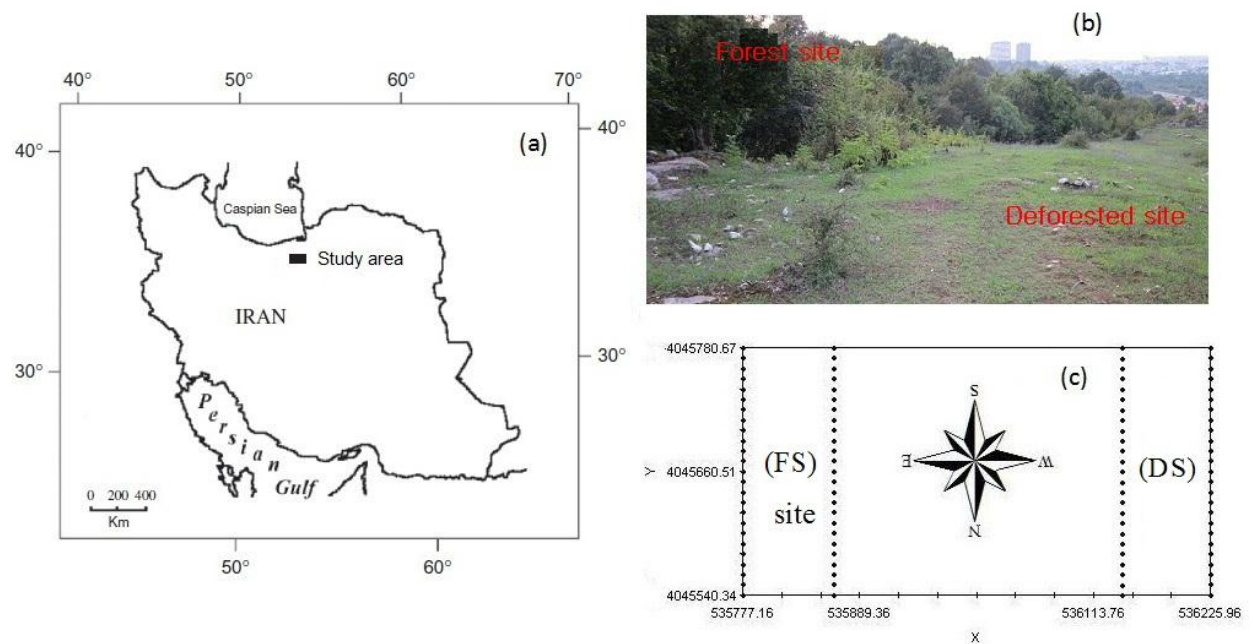 40°
50°
60°
70°
40°
40°
(a)
Caspian Sea
Study area
IRAN
30°
30°
Persian
Gulf
0 200 400
Km
50°
60°
(b)
Forest site
Deforested site
(c)
4045780.67
4045660.51
4045540.34
Y
(FS)
site
S
E
W
N
(DS)
535777.16
535889.36
536113.76
536225.96
X